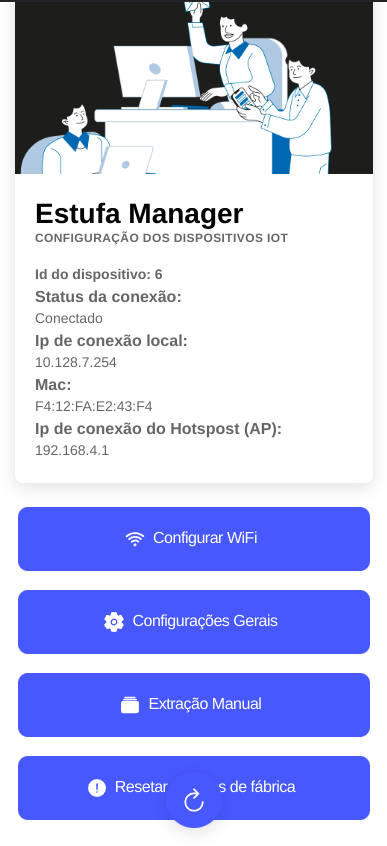 Estufa Manager
CONFIGURAÇÃO DOS DISPOSITIVOS IOT
Id do dispositivo: 6
Status da conexão:
Conectado
Ip de conexão local:
10.128.7.254
Mac:
F4:12:FA:E2:43:F4
Ip de conexão do Hotspost (AP):
192.168.4.1
Configurar WiFi
Configurações Gerais
Extração Manual
Resetar s de fábrica